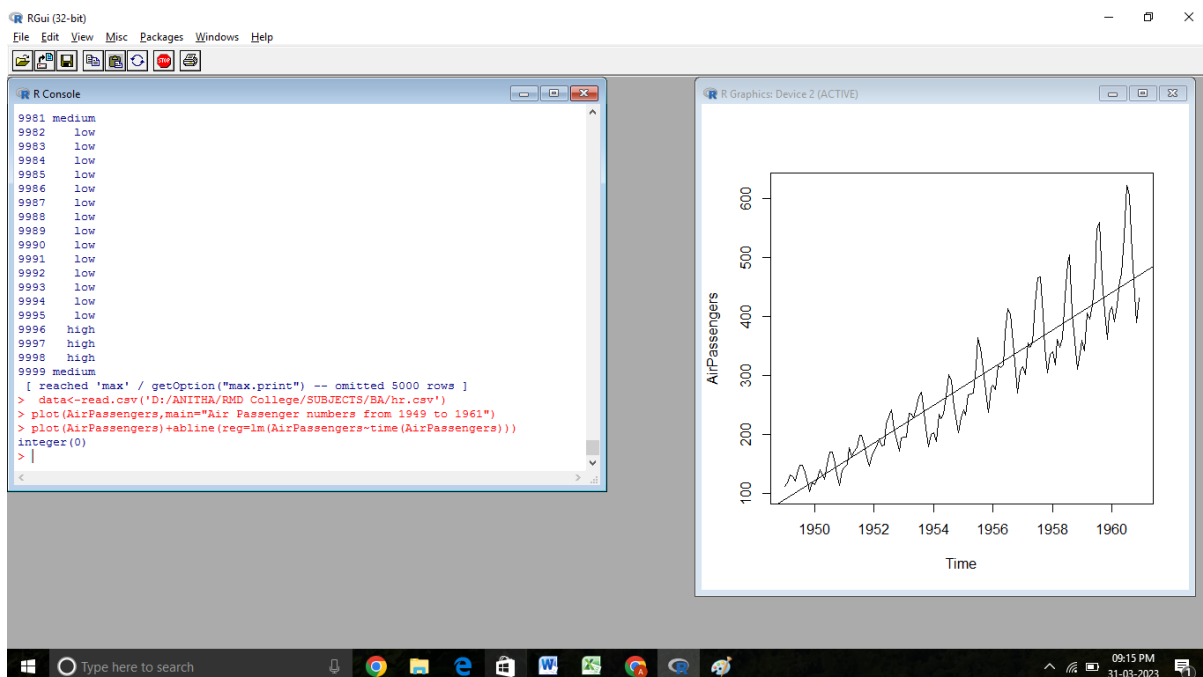 RGui (32-bit)
File Edit View Misc Packages Windows Help
STOP
R Console
9981 medium
9982 low
9983 low
9984 low
9985 low
9986 low
9987 low
9988 low
9989 low
9990 low
9991 low
9992 low
9993 low
9994 low
9995 low
9996 high
9997 high
9998 high
9999 medium
[ reached 'max' / getOption("max.print") -- omitted 5000 rows ]
> data<-read.csv('D:/ANITHA/RMD College/SUBJECTS/BA/hr.csv')
> plot(AirPassengers,main="Air Passenger numbers from 1949 to 1961")
> plot(AirPassengers)+abline(reg=lm(AirPassengers~time(AirPassengers)))
integer(0)
>
R Graphics: Device 2 (ACTIVE)
600
500
400
300
200
100
AirPassengers
1950 1952 1954 1956 1958 1960
Time
Type here to search
09:15 PM
31-03-2023